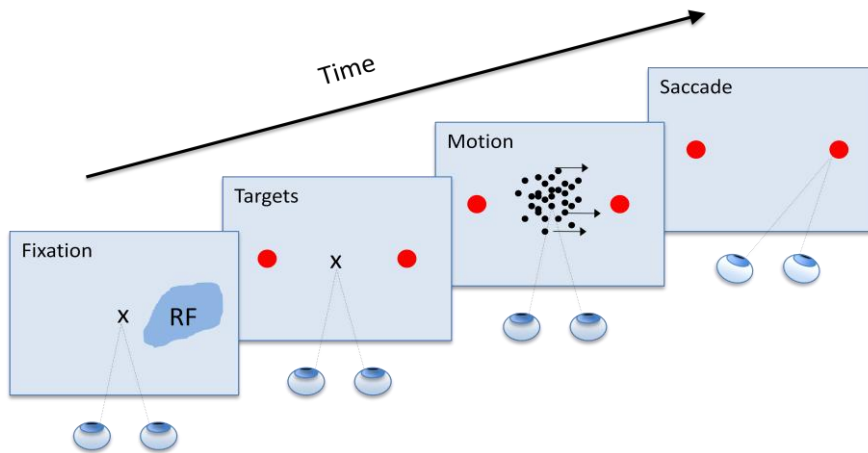 Time
Fixation
x
RF
Targets
x
Motion
Saccade